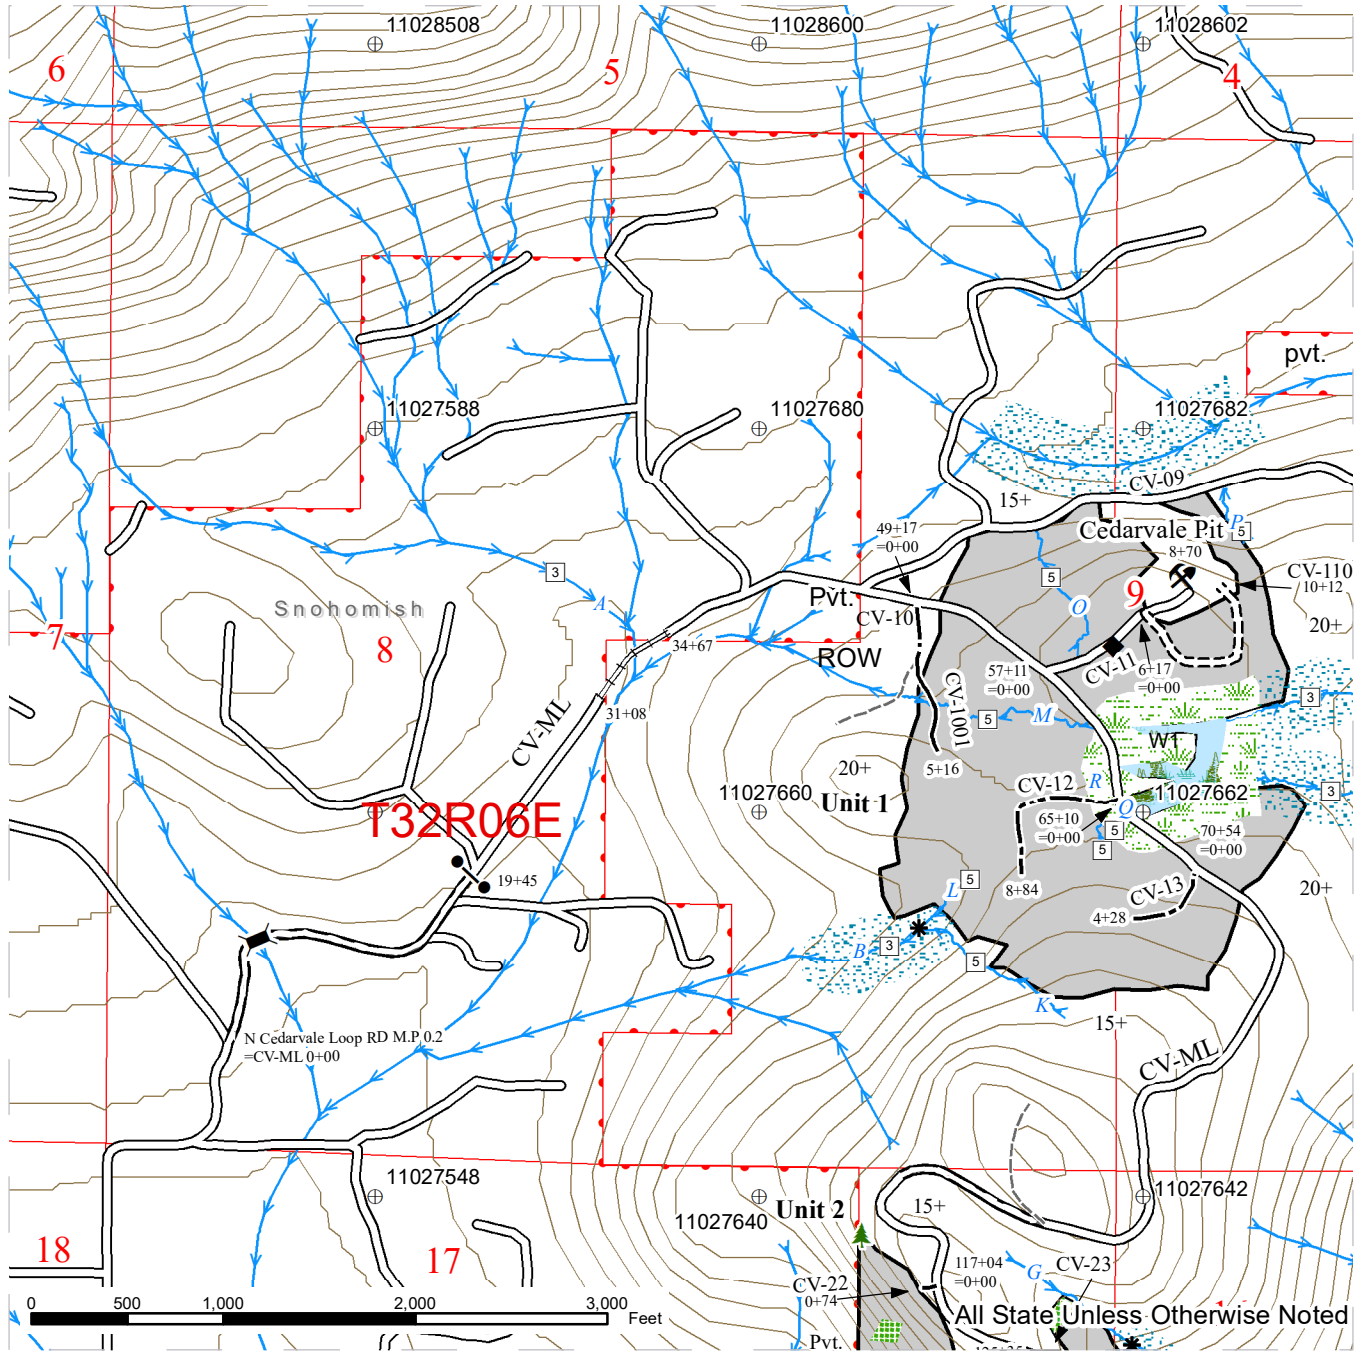 11028508
11028600
11028602
6
5
4
pvt.
11027588
11027680
11027682
CV-09
15+
49+17
=0+00
Cedarvale Pit
8+70
P
5
5
3
CV-110
10+12
A
O
9
Snohomish
Pvt.
CV-10
20+
7
8
34+67
ROW
CV-11
57+11
=0+00
6+17
=0+00
CV-1001
3
31+08
5
M
CV-ML
W1
20+
5+16
CV-12
R
3
11027660
Unit 1
11027662
T32R06E
65+10
=0+00
Q
5
70+54
=0+00
5
19+45
5
L
8+84
CV-13
20+
4+28
B
3
5
K
15+
N Cedarvale Loop RD M.P 0.2
=CV-ML 0+00
CV-ML
11027548
11027640
Unit 2
15+
11027642
18
17
117+04
=0+00
G
CV-23
CV-22
0+74
0
500
1,000
2,000
3,000
Feet
All State Unless Otherwise Noted
Pvt.